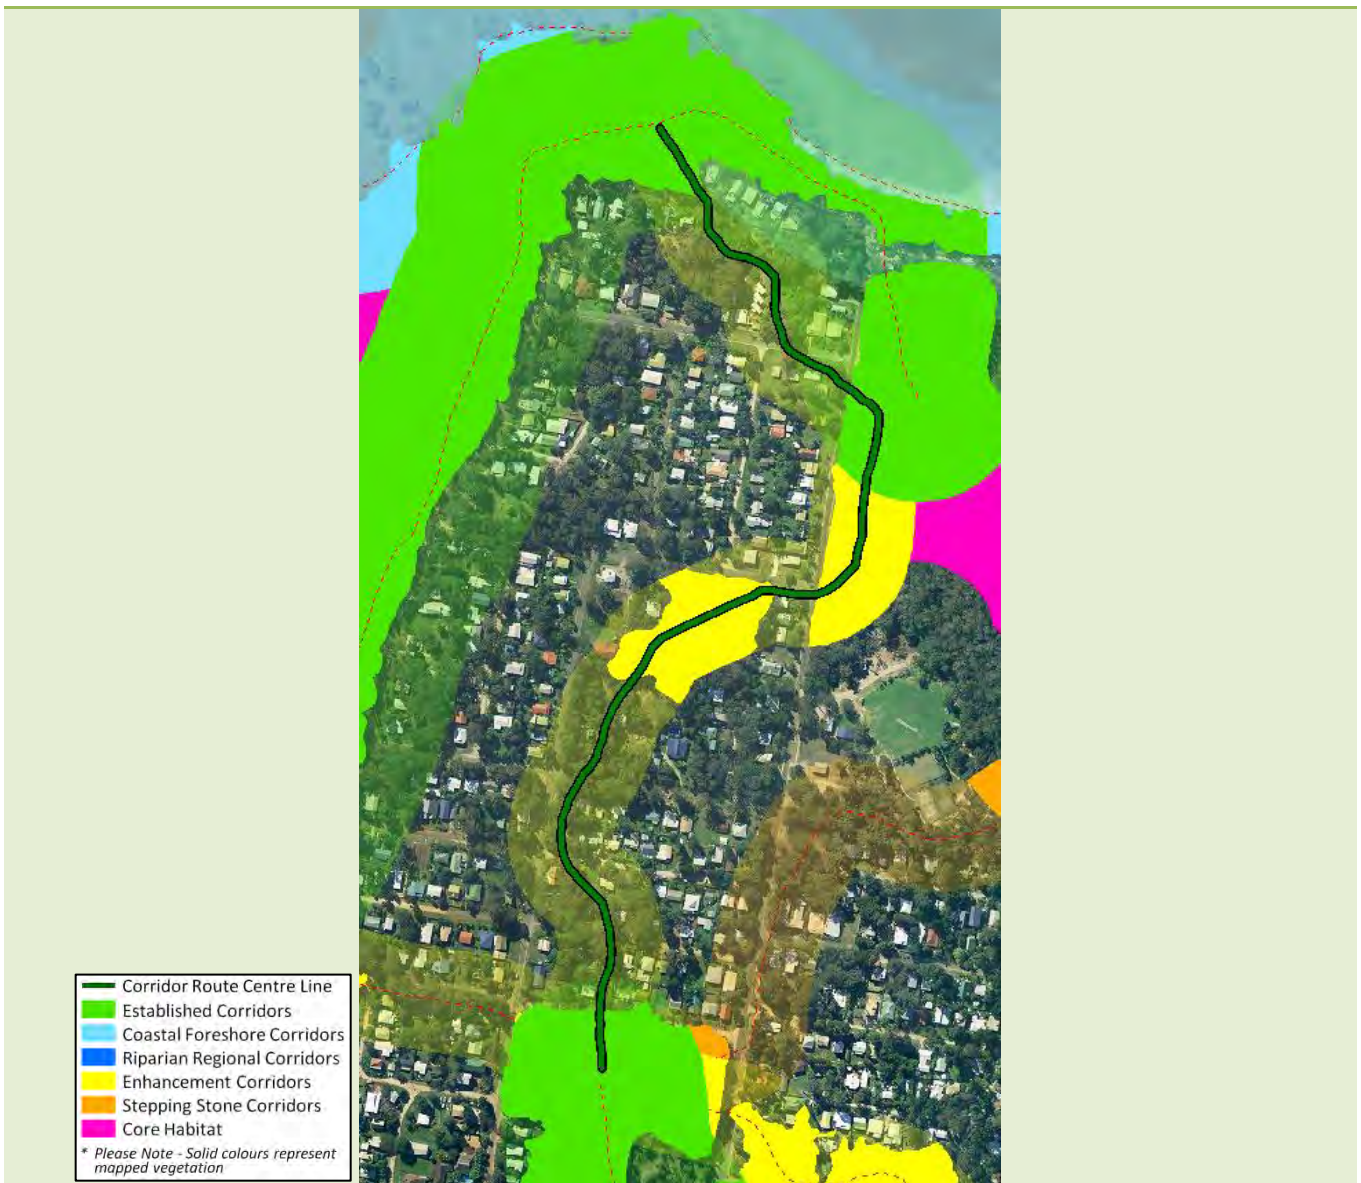 Corridor Route Centre Line
Established Corridors
Coastal Foreshore Corridors
Riparian Regional Corridors
Enhancement Corridors
Stepping Stone Corridors
Core Habitat
* Please Note - Solid colours represent
mapped vegetation